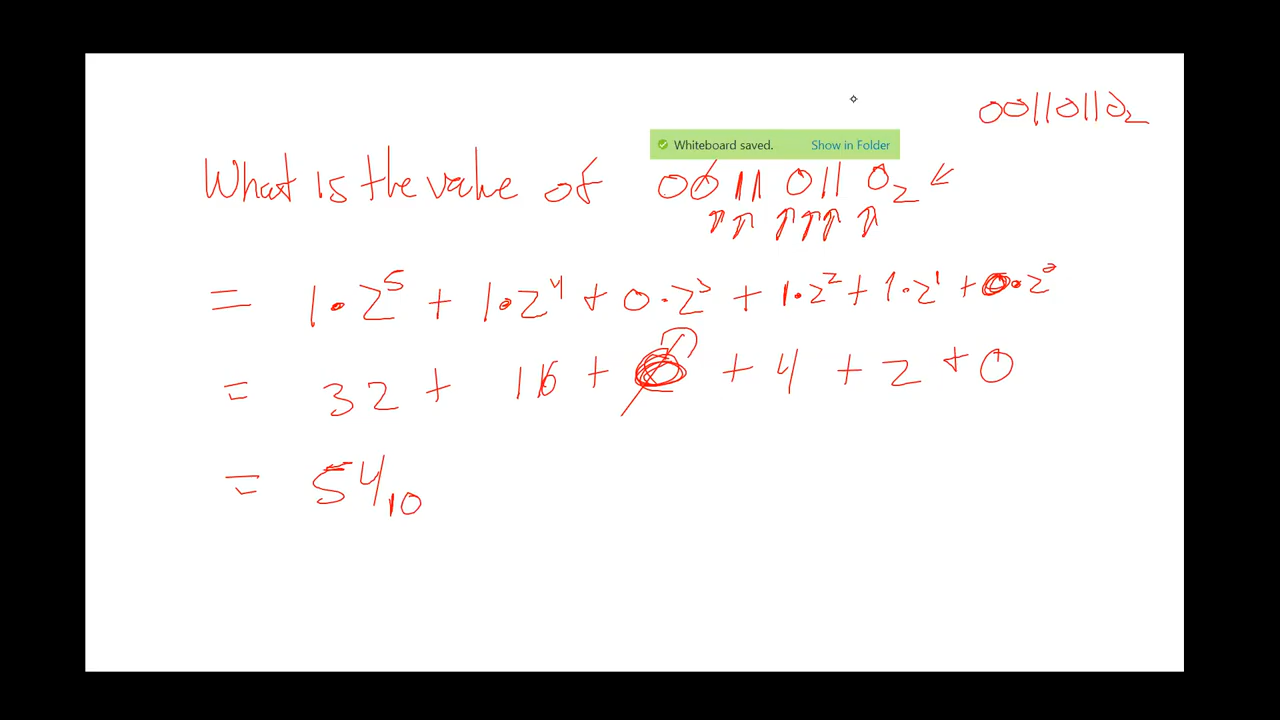 00110110₂
Whiteboard saved. Show in Folder
What is the value of 00110110₂ ←
↑↑ ↑↑↑ ↑
= 1·2⁵ + 1·2⁴ + 0·2³ + 1·2² + 1·2¹ + 0·2⁰
= 32 + 16 + + 4 + 2 + 0
= 54₁₀